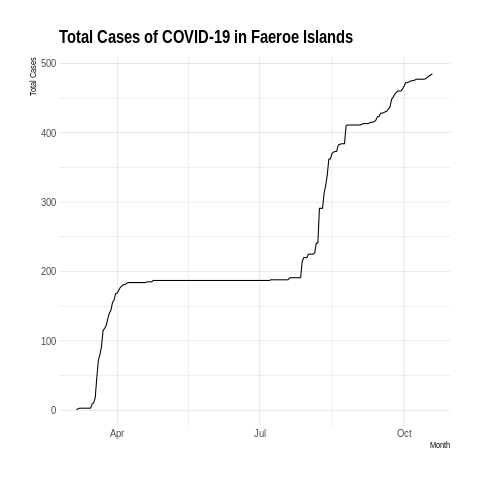 Total Cases of COVID-19 in Faeroe Islands
Total Cases
500
400
300
200
100
0
Apr
Jul
Oct
Month